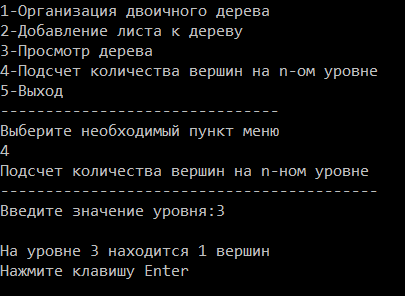 1-Организация двоичного дерева
2-Добавление листа к дереву
3-Просмотр дерева
4-Подсчет количества вершин на n-ом уровне
5-Выход
-------------------------------
Выберите необходимый пункт меню
4
Подсчет количества вершин на n-ном уровне
------------------------------------------
Введите значение уровня:3
На уровне 3 находится 1 вершин
Нажмите клавишу Enter